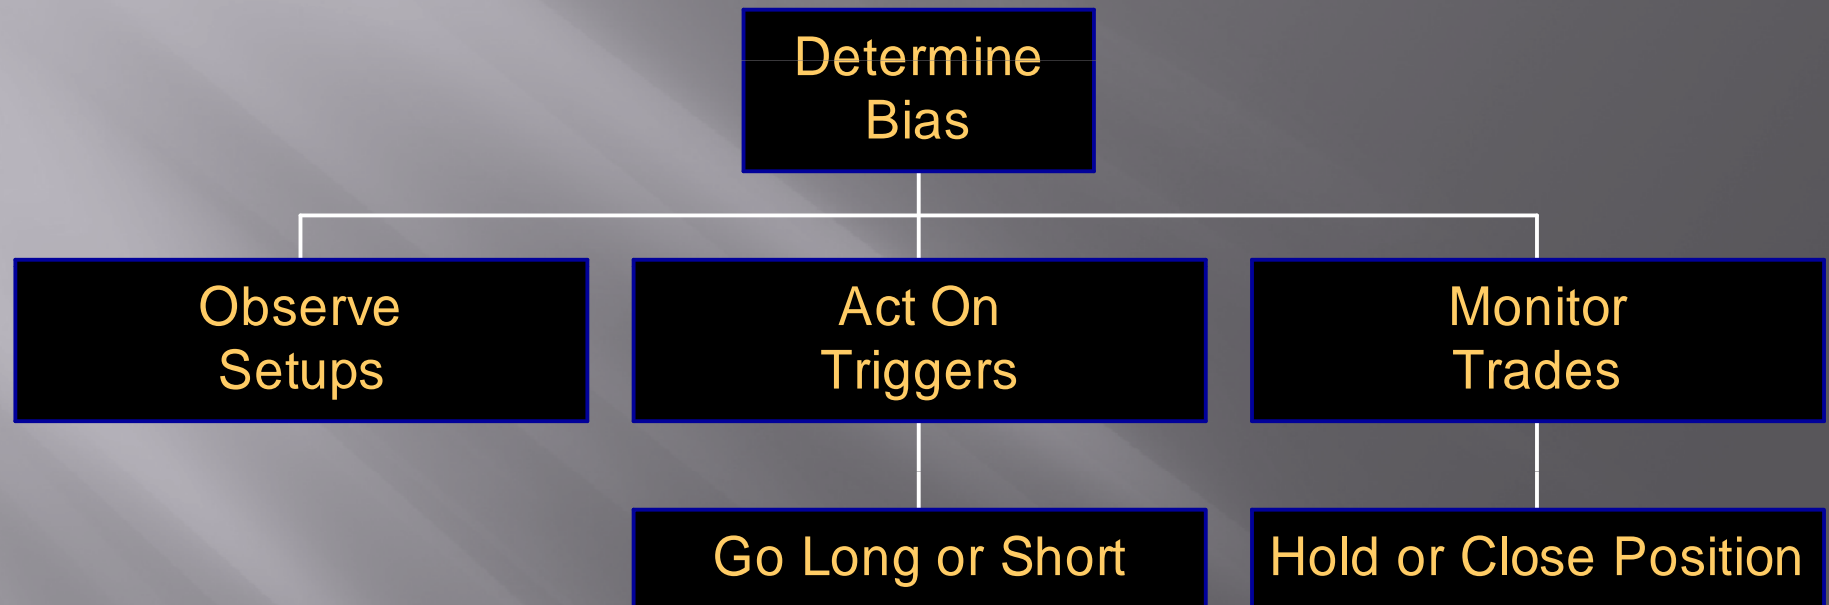 Determine
Bias
Observe
Setups
Act On
Triggers
Monitor
Trades
Go Long or Short
Hold or Close Position